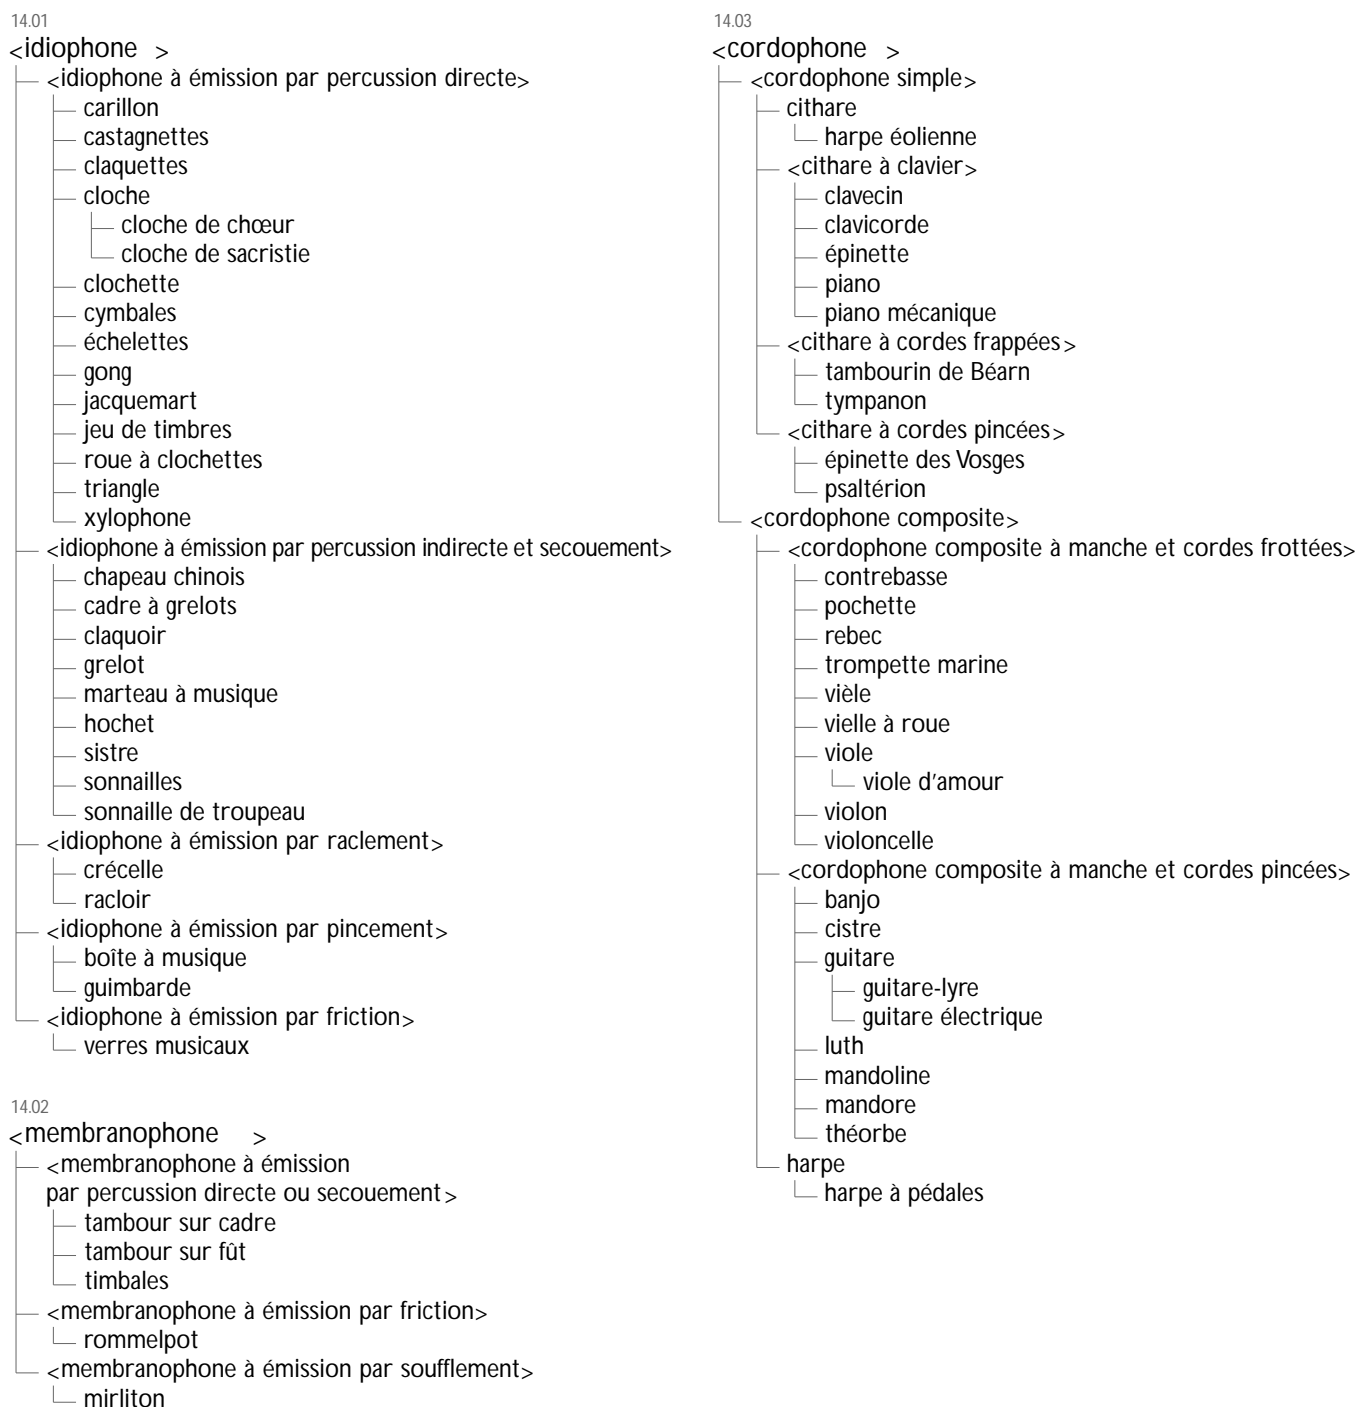 14.01
<idiophone >
<idiophone à émission par percussion directe>
carillon
castagnettes
claquettes
cloche
cloche de chœur
cloche de sacristie
clochette
cymbales
échelettes
gong
jacquemart
jeu de timbres
roue à clochettes
triangle
xylophone
<idiophone à émission par percussion indirecte et secouement>
chapeau chinois
cadre à grelots
claquoir
grelot
marteau à musique
hochet
sistre
sonnailles
sonnaille de troupeau
<idiophone à émission par raclement>
crécelle
racloir
<idiophone à émission par pincement>
boîte à musique
guimbarde
<idiophone à émission par friction>
verres musicaux
14.02
<membranophone >
<membranophone à émission
par percussion directe ou secouement>
tambour sur cadre
tambour sur fût
timbales
<membranophone à émission par friction>
rommelpot
<membranophone à émission par soufflement>
mirliton
14.03
<cordophone >
<cordophone simple>
cithare
harpe éolienne
<cithare à clavier>
clavecin
clavicorde
épinette
piano
piano mécanique
<cithare à cordes frappées>
tambourin de Béarn
tympanon
<cithare à cordes pincées>
épinette des Vosges
psaltérion
<cordophone composite>
<cordophone composite à manche et cordes frottées>
contrebasse
pochette
rebec
trompette marine
vièle
vielle à roue
viole
viole d'amour
violon
violoncelle
<cordophone composite à manche et cordes pincées>
banjo
cistre
guitare
guitare-lyre
guitare électrique
luth
mandoline
mandore
théorbe
harpe
harpe à pédales